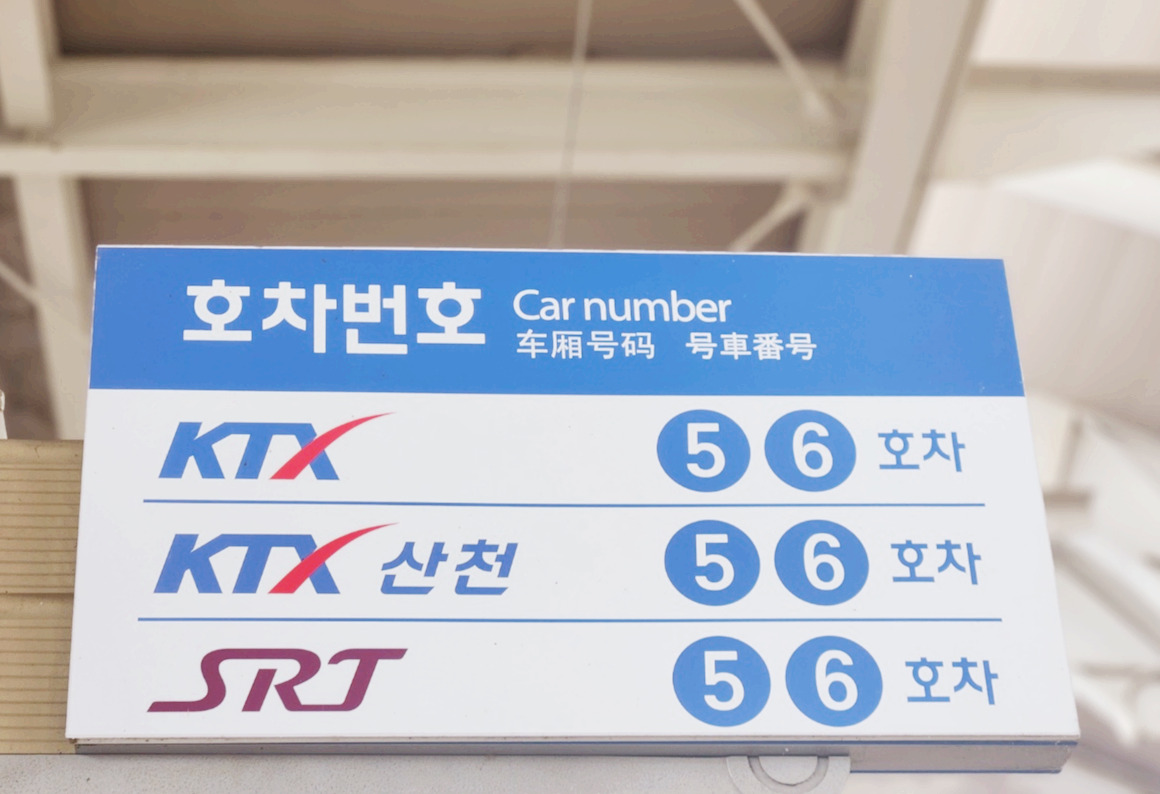 호차번호 Car number
车厢号码 号車番号
KTX 5 6 호차
KTX 산천 5 6 호차
SRT 5 6 호차